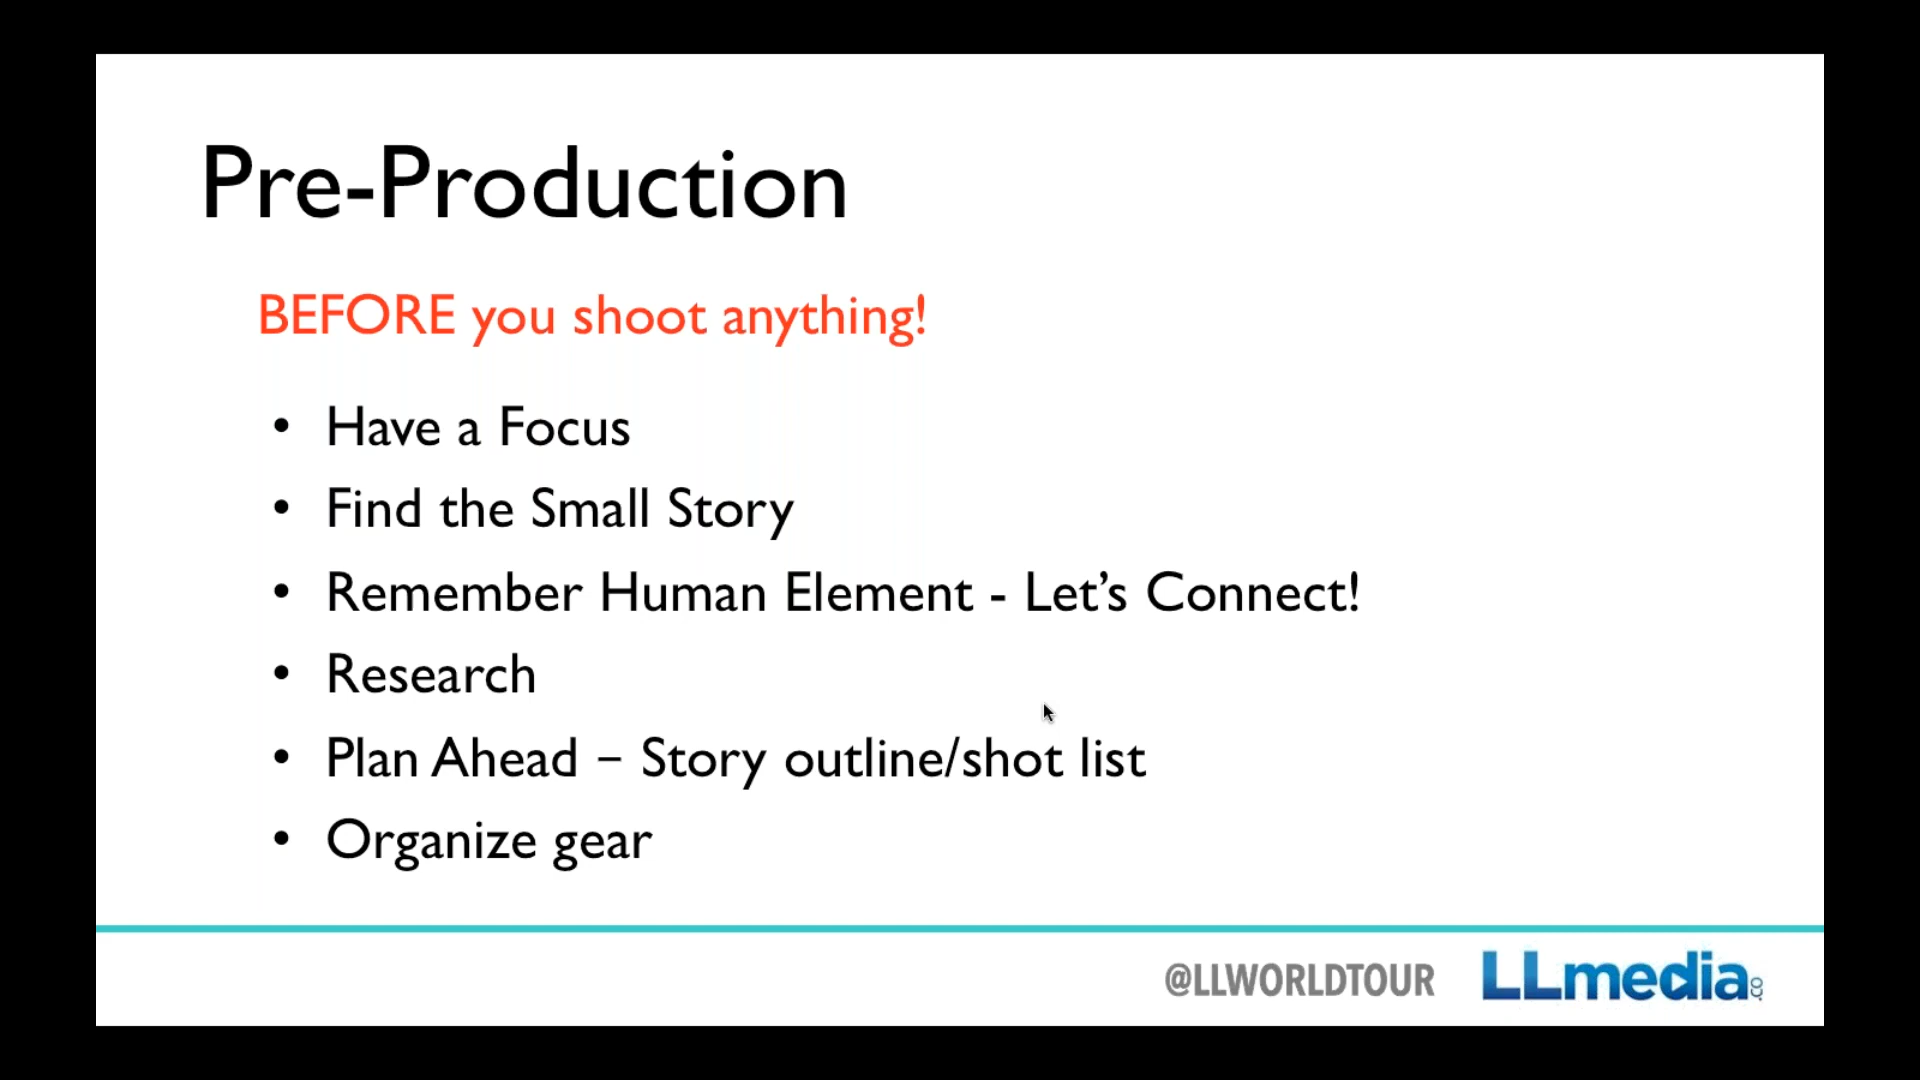 Pre-Production
BEFORE you shoot anything!
• Have a Focus
• Find the Small Story
• Remember Human Element - Let’s Connect!
• Research
• Plan Ahead – Story outline/shot list
• Organize gear
@LLWORLDTOUR LLmedia.co